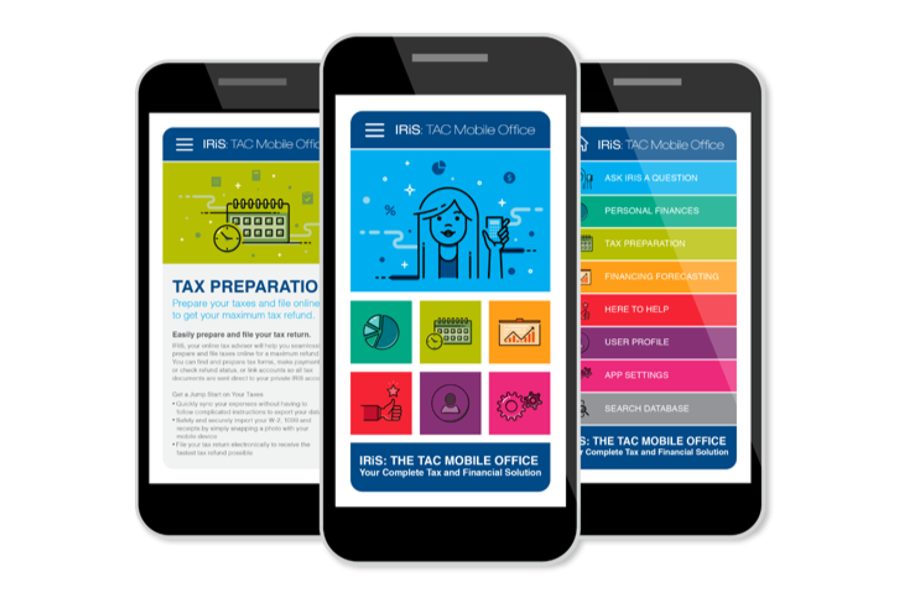 IRiS: TAC Mobile Offic
TAX PREPARATIO
Prepare your taxes and file online
to get your maximum tax refund.
Easily prepare and file your tax return.
IRiS, your online tax adviser will help you seamless
prepare and file taxes online for a maximum refund
You can find and prepare tax forms, make payment
or check refund status, or link accounts so all tax
documents are sent direct to your private IRiS acco
Get a Jump Start on Your Taxes
• Quickly sync your expenses without having to
follow complicated instructions to export your data
• Safely and securely import your W-2, 1099 and
receipts by simply snapping a photo with your
mobile device
• File your tax return electronically to receive the
fastest tax refund possible
IRiS: TAC Mobile Office
%
$
IRiS: THE TAC MOBILE OFFICE
Your Complete Tax and Financial Solution
IRiS: TAC Mobile Office
ASK IRIS A QUESTION
PERSONAL FINANCES
TAX PREPARATION
FINANCING FORECASTING
HERE TO HELP
USER PROFILE
APP SETTINGS
SEARCH DATABASE
S: THE TAC MOBILE OFFICE
r Complete Tax and Financial Solution